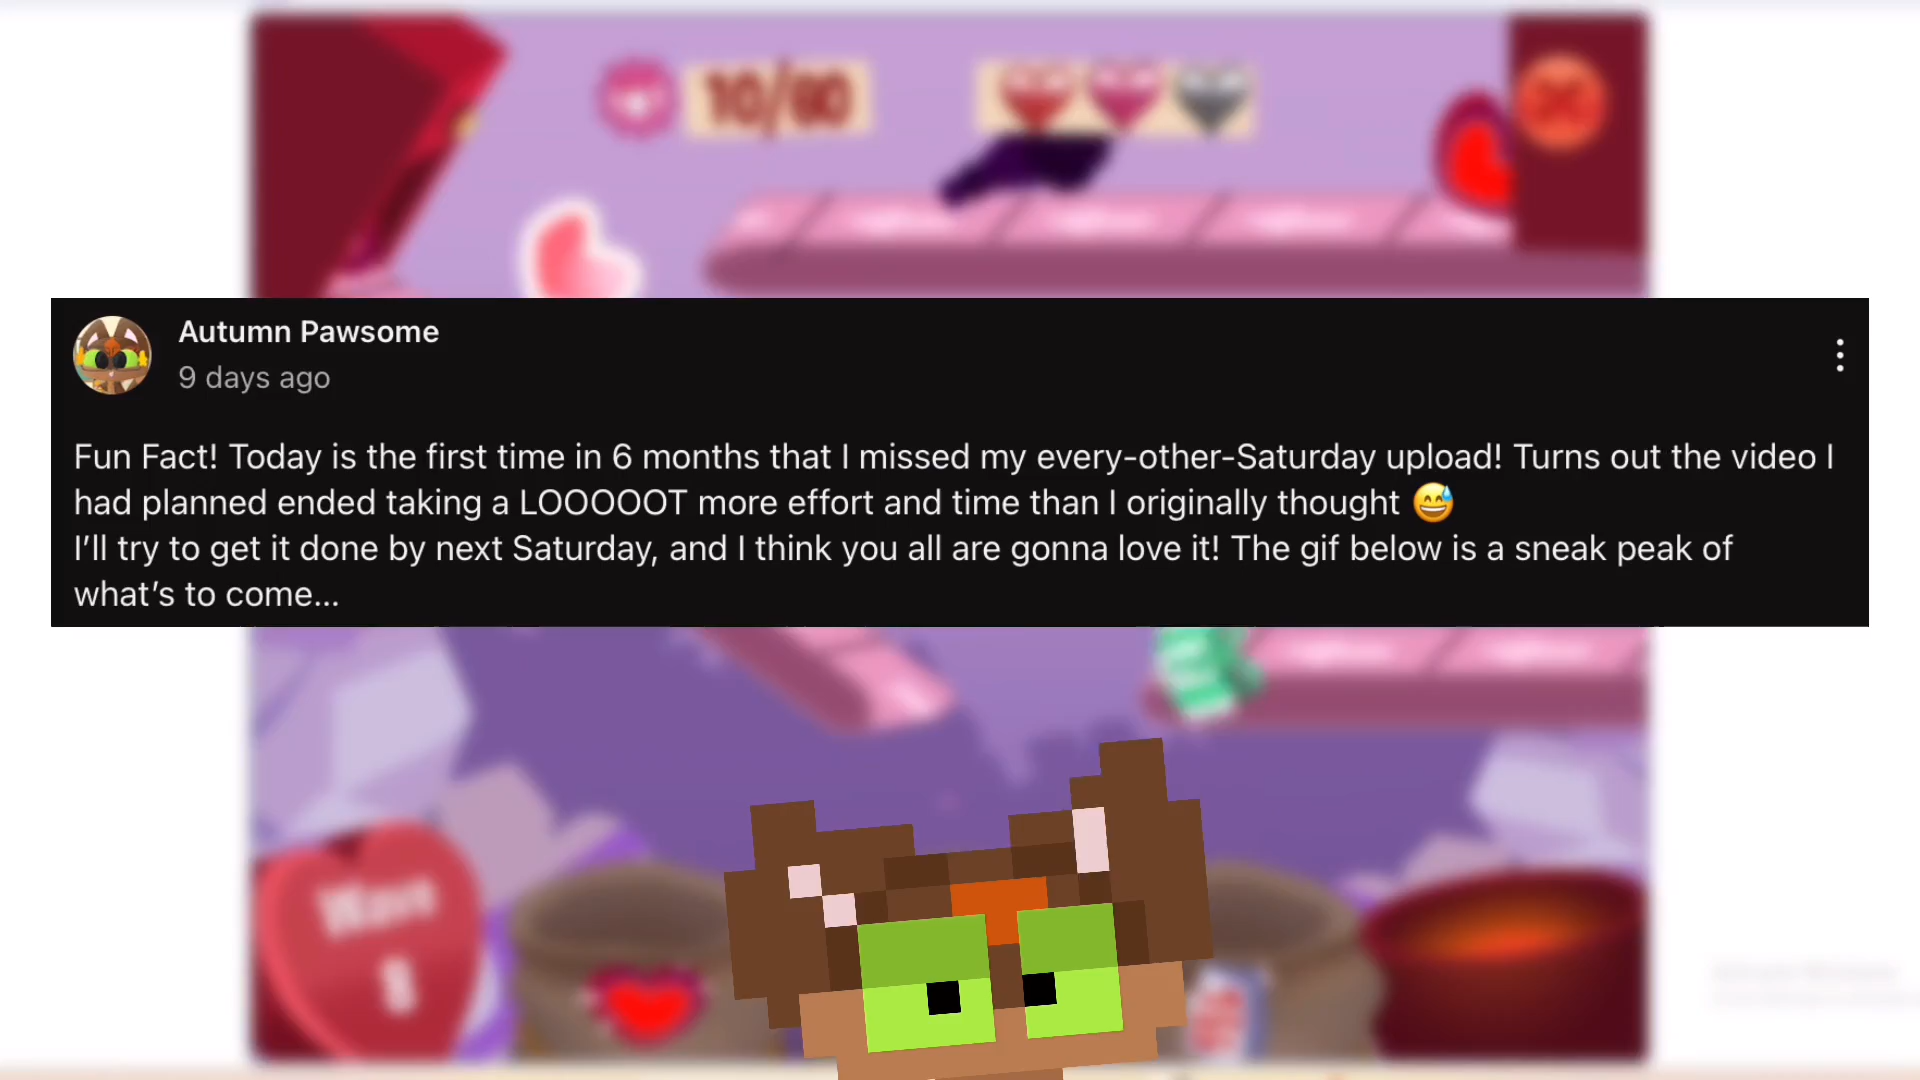 10/60
Autumn Pawsome
9 days ago
Fun Fact! Today is the first time in 6 months that I missed my every-other-Saturday upload! Turns out the video I
had planned ended taking a LOOOOOT more effort and time than I originally thought 😅
I’ll try to get it done by next Saturday, and I think you all are gonna love it! The gif below is a sneak peak of
what’s to come...
Wave